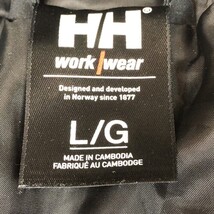 HH
work/wear
Designed and developed
in Norway since 1877
L/G
MADE IN CAMBODIA
FABRIQUÉ AU CAMBODGE